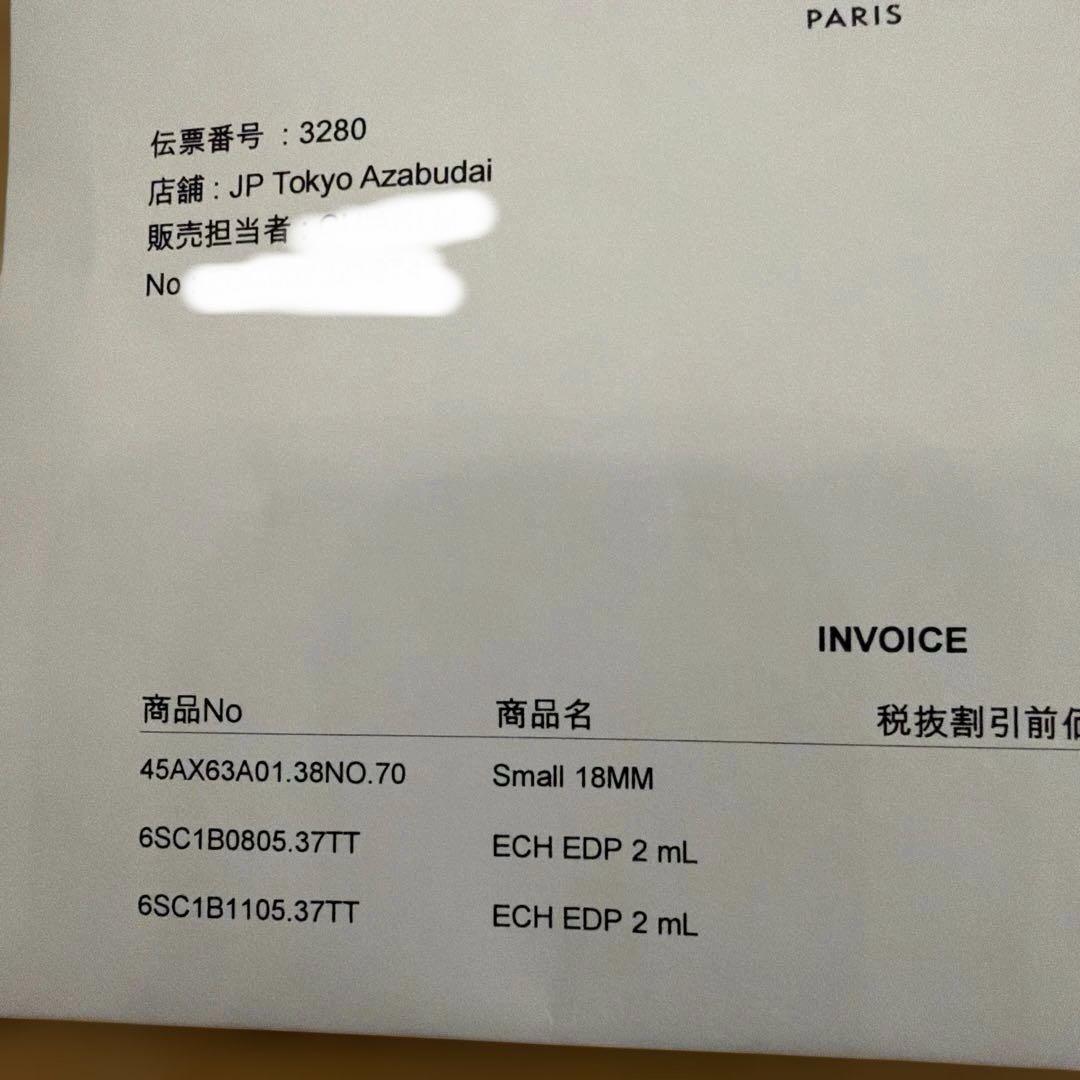 PARIS
伝票番号 : 3280
店舗 : JP Tokyo Azabudai
販売担当者
No
INVOICE
商品No 商品名 税抜割引前
45AX63A01.38NO.70 Small 18MM
6SC1B0805.37TT ECH EDP 2 mL
6SC1B1105.37TT ECH EDP 2 mL